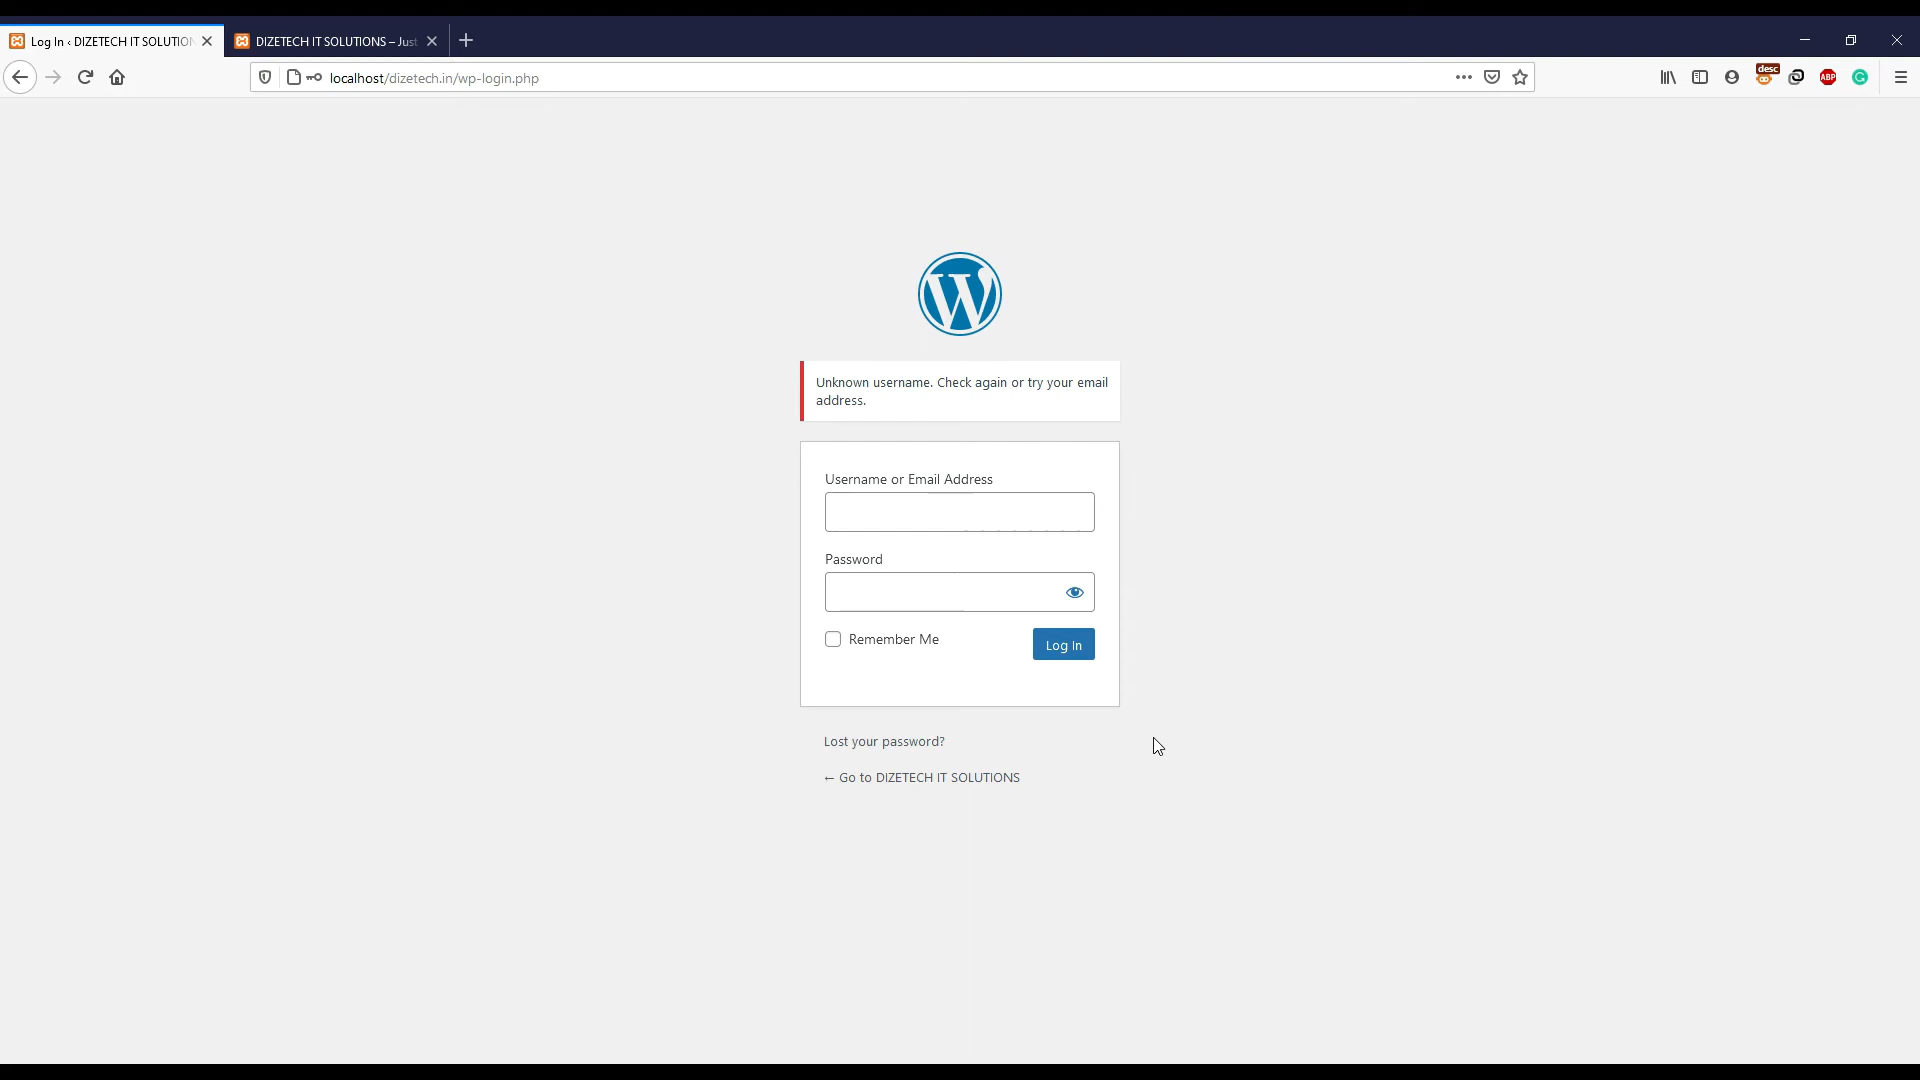 Log In ‹ DIZETECH IT SOLUTION
DIZETECH IT SOLUTIONS – Just
localhost/dizetech.in/wp-login.php
desc
ABP
Unknown username. Check again or try your email
address.
Username or Email Address
Password
Remember Me
Log In
Lost your password?
← Go to DIZETECH IT SOLUTIONS